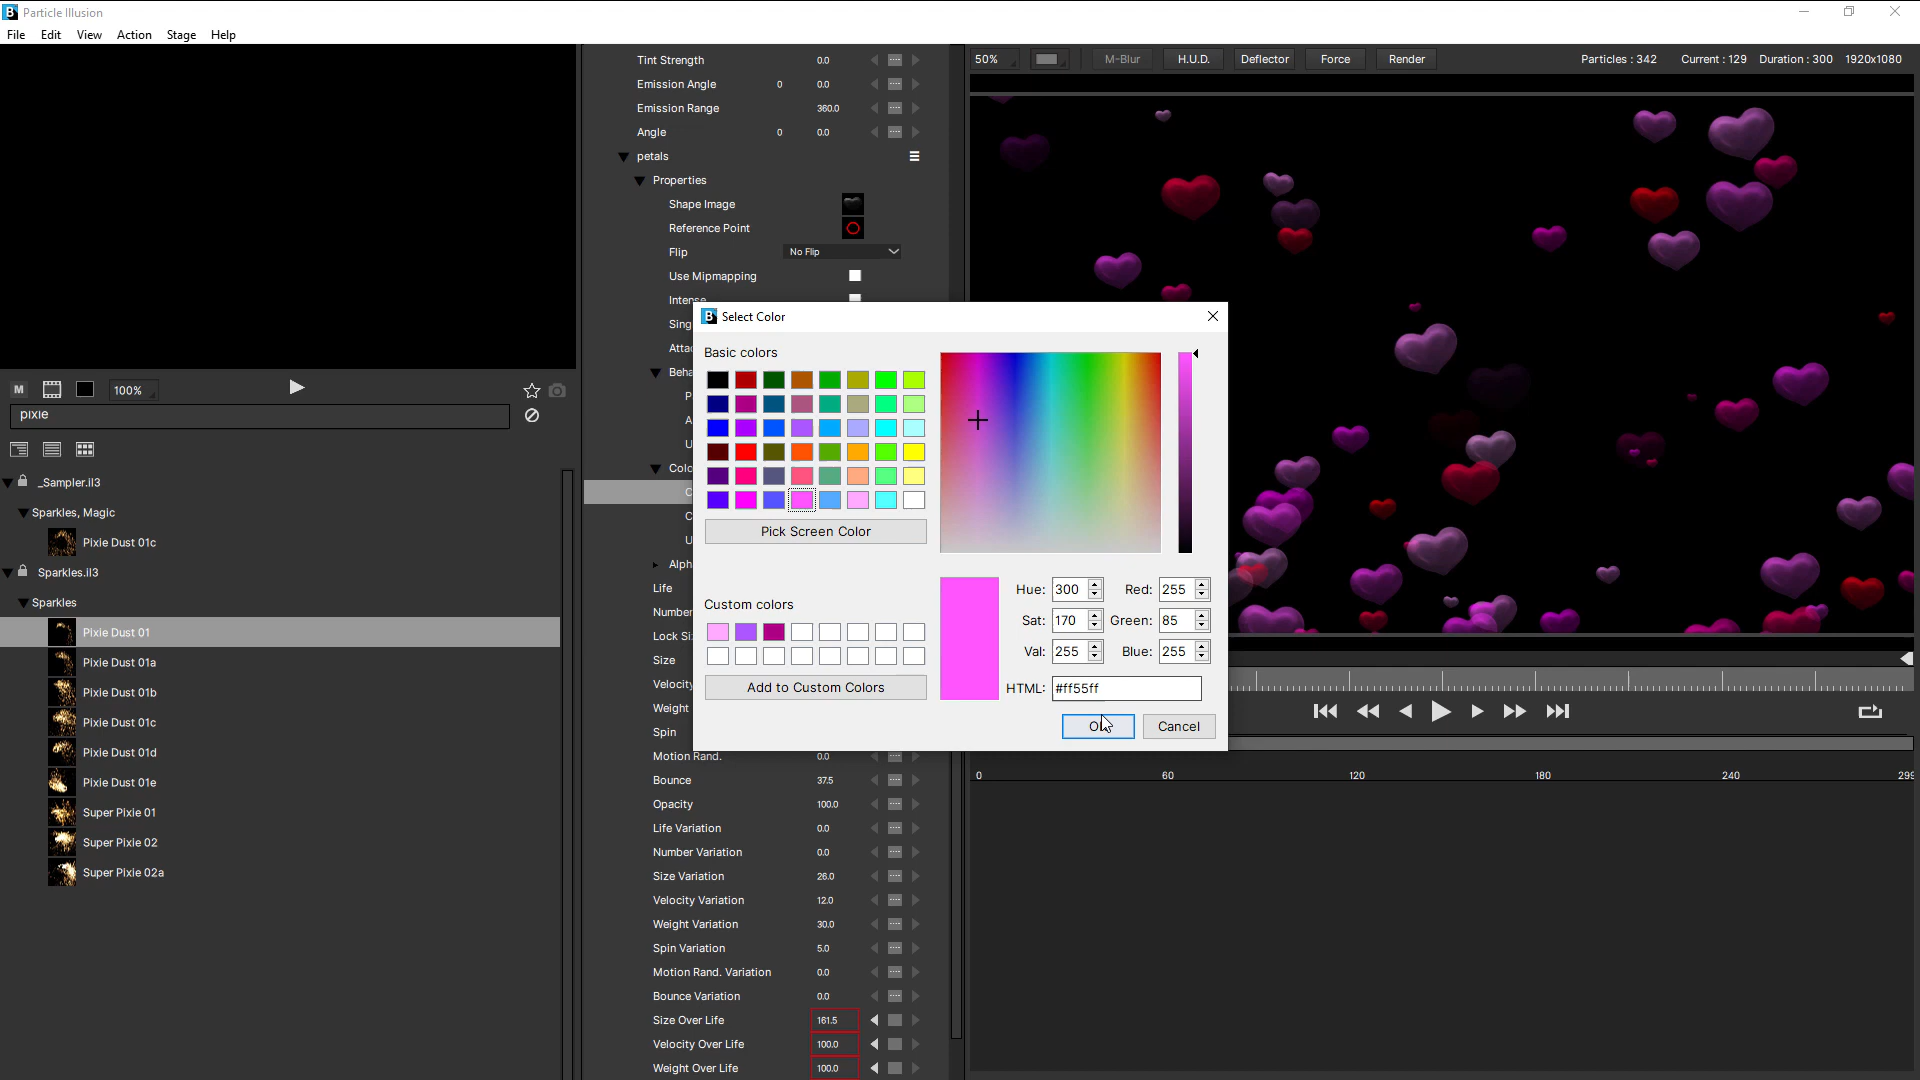 Particle Illusion
File Edit View Action Stage Help
Tint Strength 0.0
Emission Angle 0 0.0
Emission Range 360.0
Angle 0 0.0
petals
Properties
Shape Image
Reference Point
Flip No Flip
Use Mipmapping
Intense
Life
Size
Velocity
Weight
Spin
Motion Rand. 0.0
Bounce 37.5
Opacity 100.0
Life Variation 0.0
Number Variation 0.0
Size Variation 26.0
Velocity Variation 12.0
Weight Variation 30.0
Spin Variation 5.0
Motion Rand. Variation 0.0
Bounce Variation 0.0
Size Over Life 161.5
Velocity Over Life 100.0
Weight Over Life 100.0
50% M-Blur H.U.D. Deflector Force Render Particles : 342 Current : 129 Duration : 300 1920x1080
M 100%
pixie
_Sampler.il3
Sparkles, Magic
Pixie Dust 01c
Sparkles.il3
Sparkles
Pixie Dust 01
Pixie Dust 01a
Pixie Dust 01b
Pixie Dust 01c
Pixie Dust 01d
Pixie Dust 01e
Super Pixie 01
Super Pixie 02
Super Pixie 02a
Select Color
Basic colors
Pick Screen Color
Custom colors
Add to Custom Colors
Hue: 300 Red: 255
Sat: 170 Green: 85
Val: 255 Blue: 255
HTML: #ff55ff
Cancel
0 60 120 180 240